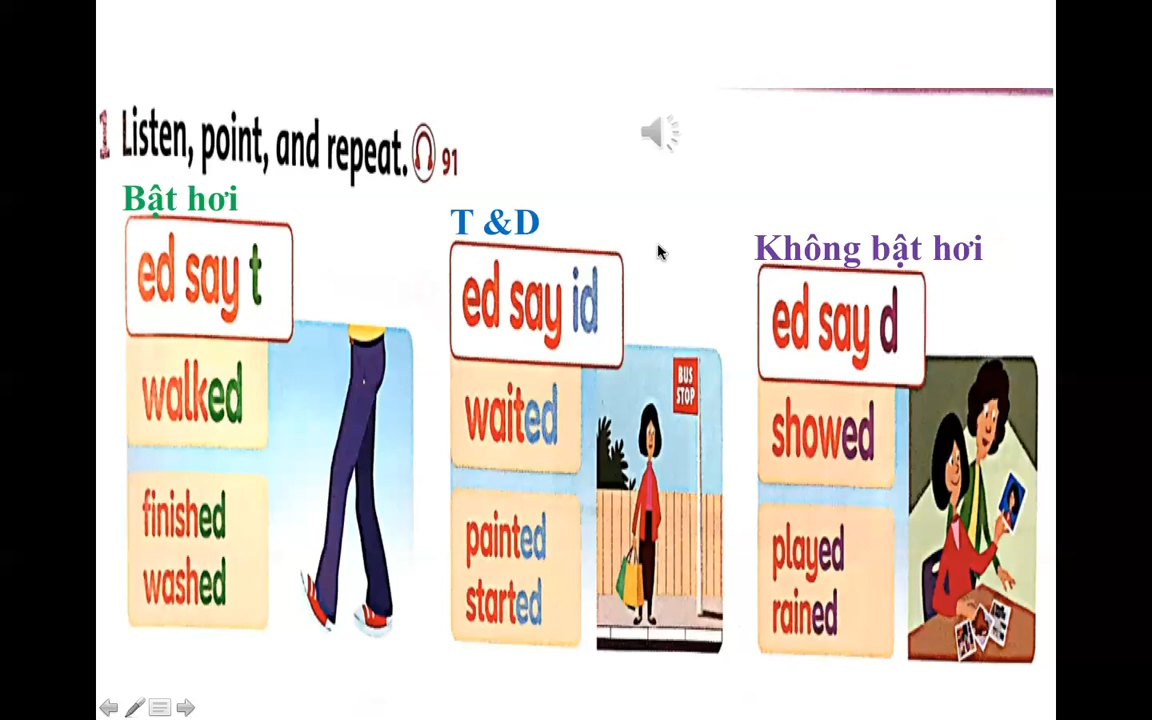 1 Listen, point, and repeat. 91
Bật hơi
ed say t
walked
finished
washed
T &D
ed say id
waited
painted
started
BUS
STOP
Không bật hơi
ed say d
showed
played
rained